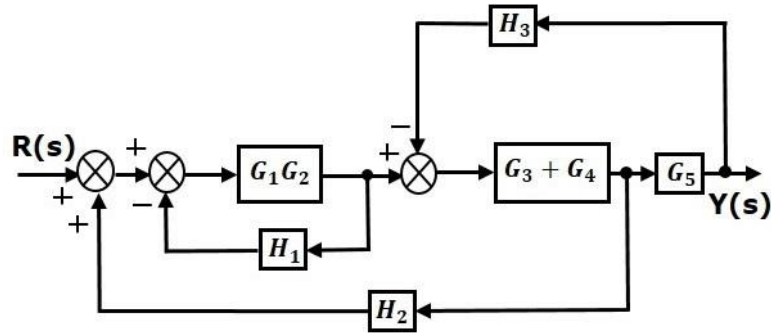 H₃
−
R(s)
+
+
G₁G₂
G₃ + G₄
G₅
+
−
Y(s)
+
H₁
H₂